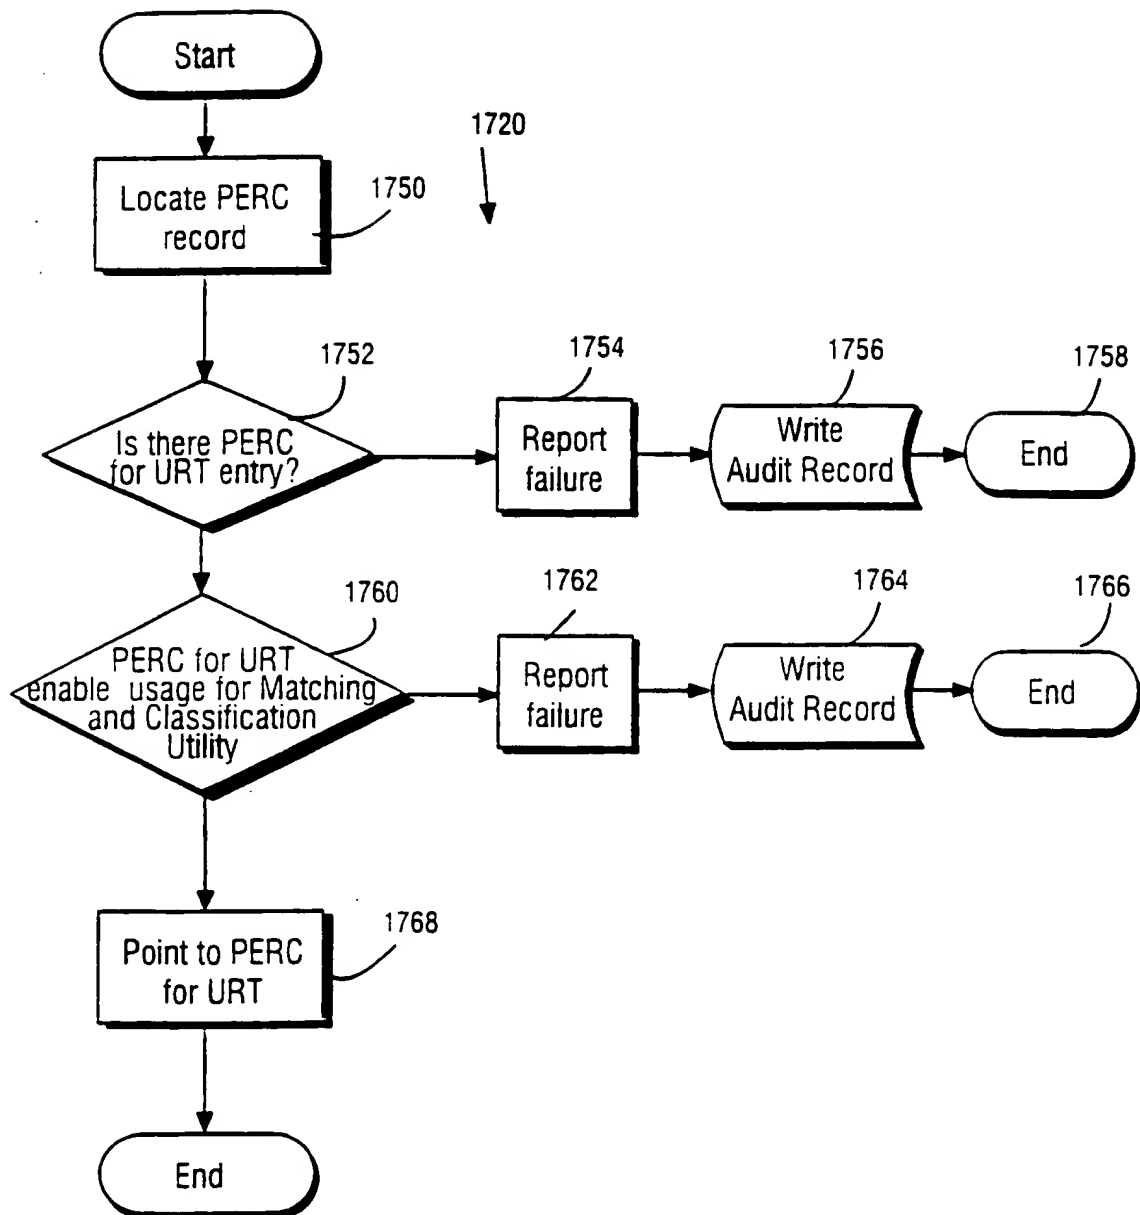 Start
1720
Locate PERC
record
1750
1752
Is there PERC
for URT entry?
1754
Report
failure
1756
Write
Audit Record
1758
End
1760
PERC for URT
enable usage for Matching
and Classification
Utility
1762
Report
failure
1764
Write
Audit Record
1766
End
1768
Point to PERC
for URT
End